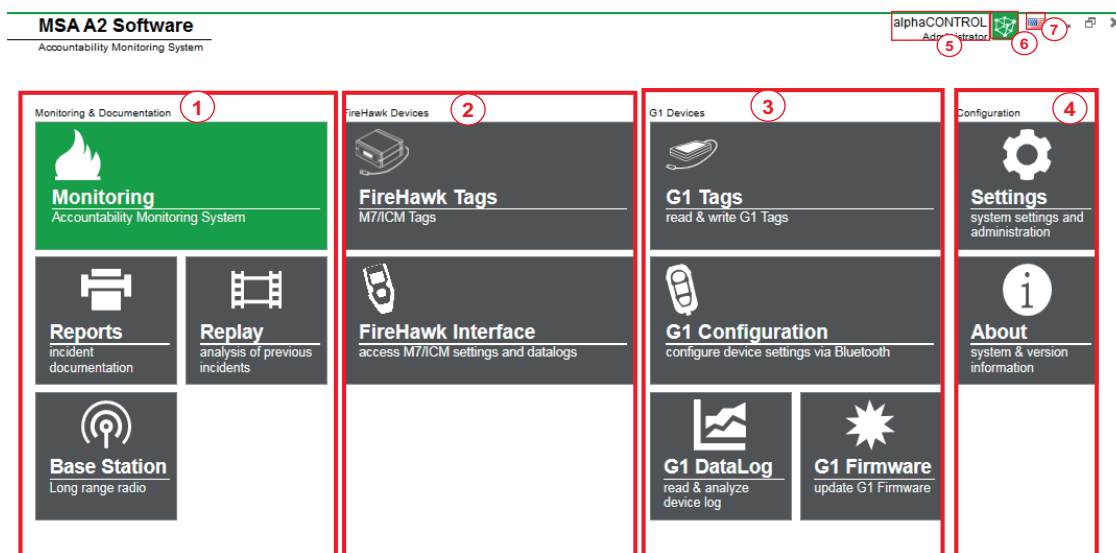 MSA A2 Software
Accountability Monitoring System
alphaCONTROL
Administrator
5
6
7
Monitoring & Documentation
1
Monitoring
Accountability Monitoring System
Reports
incident
documentation
Replay
analysis of previous
incidents
Base Station
Long range radio
FireHawk Devices
2
FireHawk Tags
M7/ICM Tags
FireHawk Interface
access M7/ICM settings and datalogs
G1 Devices
3
G1 Tags
read & write G1 Tags
G1 Configuration
configure device settings via Bluetooth
G1 DataLog
read & analyze
device log
G1 Firmware
update G1 Firmware
Configuration
4
Settings
system settings and
administration
i
About
system & version
information